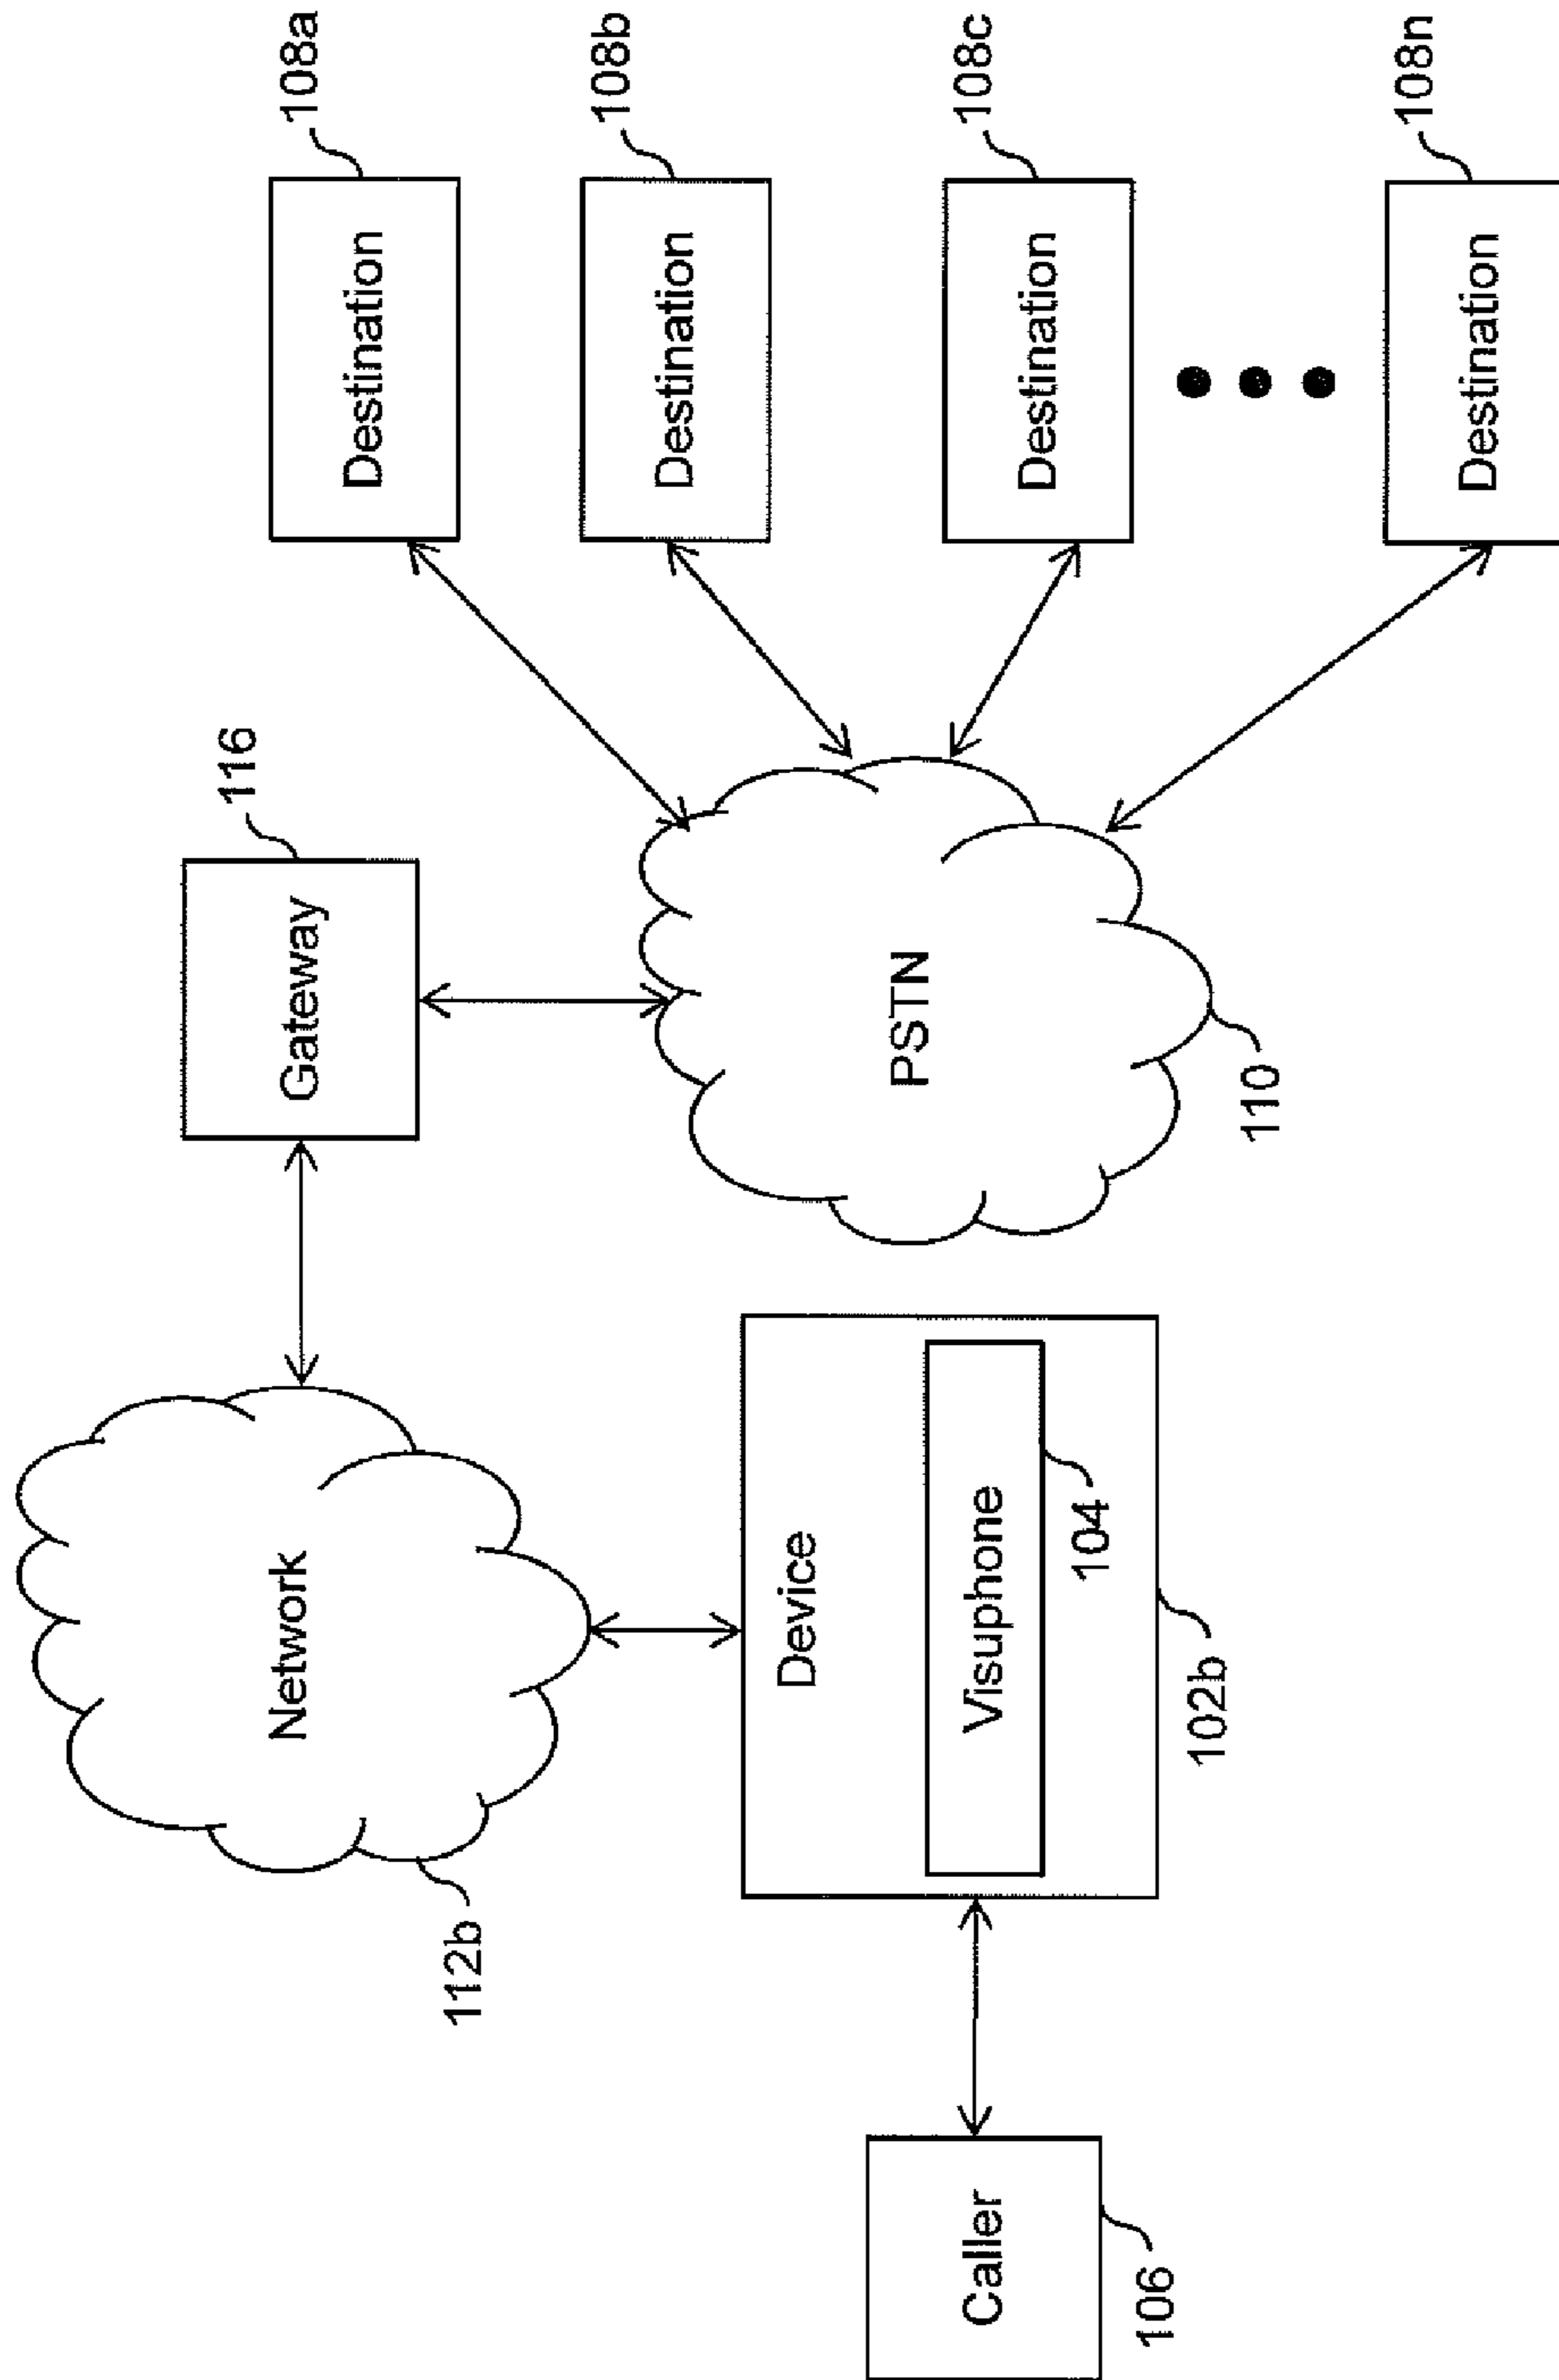 Network
112b
Gateway
116
Destination
108a
Destination
108b
Destination
108c
Destination
108n
PSTN
110
Device
Visuphone
104
102b
Caller
106